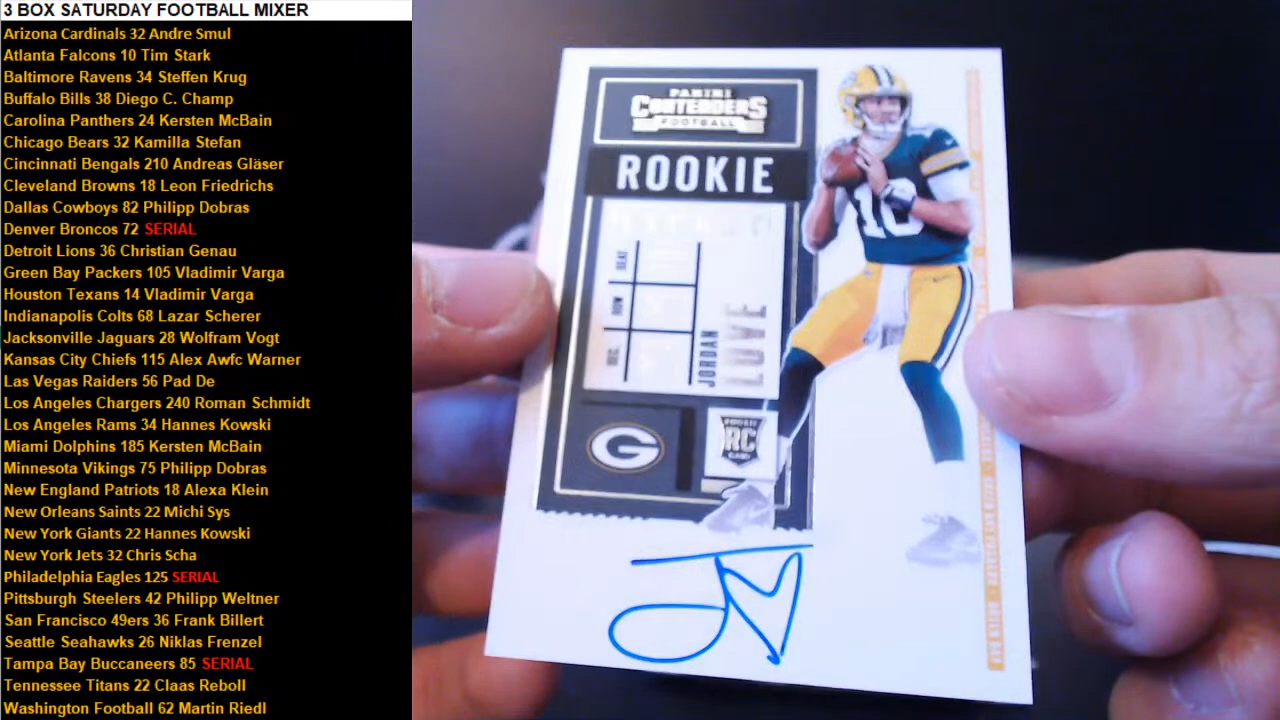 3 BOX SATURDAY FOOTBALL MIXER
Arizona Cardinals 32 Andre Smul
Atlanta Falcons 10 Tim Stark
Baltimore Ravens 34 Steffen Krug
Buffalo Bills 38 Diego C. Champ
Carolina Panthers 24 Kersten McBain
Chicago Bears 32 Kamilla Stefan
Cincinnati Bengals 210 Andreas Gläser
Cleveland Browns 18 Leon Friedrichs
Dallas Cowboys 82 Philipp Dobras
Denver Broncos 72 SERIAL
Detroit Lions 36 Christian Genau
Green Bay Packers 105 Vladimir Varga
Houston Texans 14 Vladimir Varga
Indianapolis Colts 68 Lazar Scherer
Jacksonville Jaguars 28 Wolfram Vogt
Kansas City Chiefs 115 Alex Awfc Warner
Las Vegas Raiders 56 Pad De
Los Angeles Chargers 240 Roman Schmidt
Los Angeles Rams 34 Hannes Kowski
Miami Dolphins 185 Kersten McBain
Minnesota Vikings 75 Philipp Dobras
New England Patriots 18 Alexa Klein
New Orleans Saints 22 Michi Sys
New York Giants 22 Hannes Kowski
New York Jets 32 Chris Scha
Philadelphia Eagles 125 SERIAL
Pittsburgh Steelers 42 Philipp Weltner
San Francisco 49ers 36 Frank Billert
Seattle Seahawks 26 Niklas Frenzel
Tampa Bay Buccaneers 85 SERIAL
Tennessee Titans 22 Claas Reboll
Washington Football 62 Martin Riedl
PANINI
CONTENDERS
FOOTBALL
ROOKIE
SEAT
ROW
SEC.
JORDAN
LOVE
G
ROOKIE
RC
CARD
10